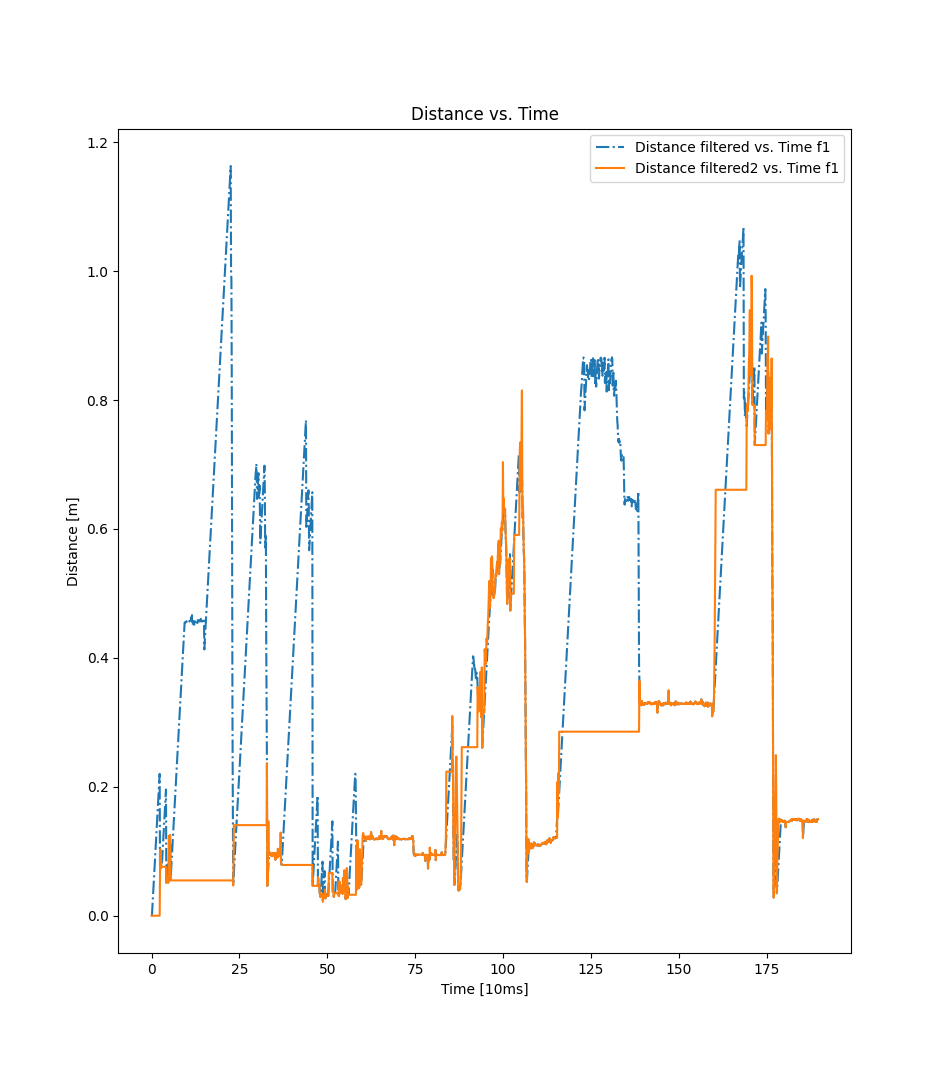 Distance vs. Time
Distance filtered vs. Time f1
Distance filtered2 vs. Time f1
1.2
1.0
0.8
0.6
0.4
0.2
0.0
Distance [m]
0 25 50 75 100 125 150 175
Time [10ms]